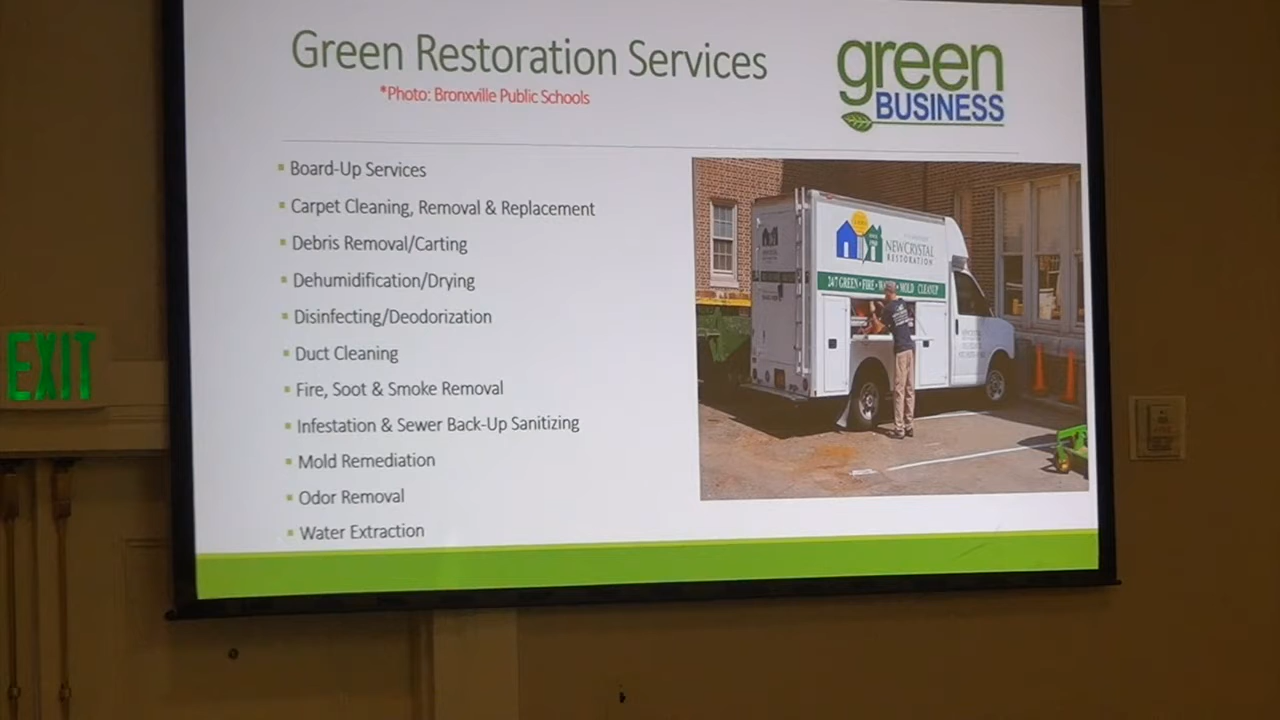 Green Restoration Services
*Photo: Bronxville Public Schools
green
BUSINESS
Board-Up Services
Carpet Cleaning, Removal & Replacement
Debris Removal/Carting
Dehumidification/Drying
Disinfecting/Deodorization
Duct Cleaning
Fire, Soot & Smoke Removal
Infestation & Sewer Back-Up Sanitizing
Mold Remediation
Odor Removal
Water Extraction
NEWCRYSTAL
RESTORATION
24/7 GREEN • FIRE • • MOLD CLEANUP
EXIT